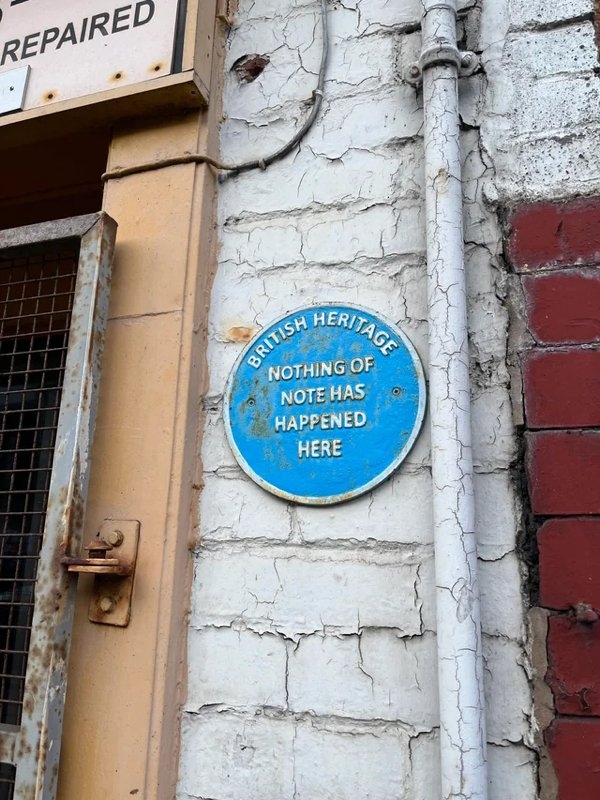 REPAIRED
BRITISH HERITAGE
NOTHING OF
NOTE HAS
HAPPENED
HERE